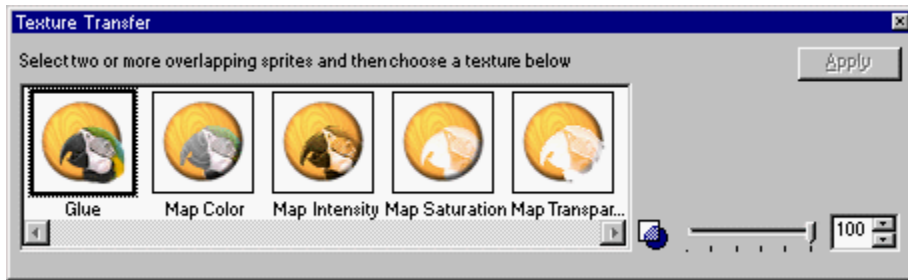 Texture Transfer
Select two or more overlapping sprites and then choose a texture below
Apply
Glue
Map Color
Map Intensity
Map Saturation
Map Transpar...
100